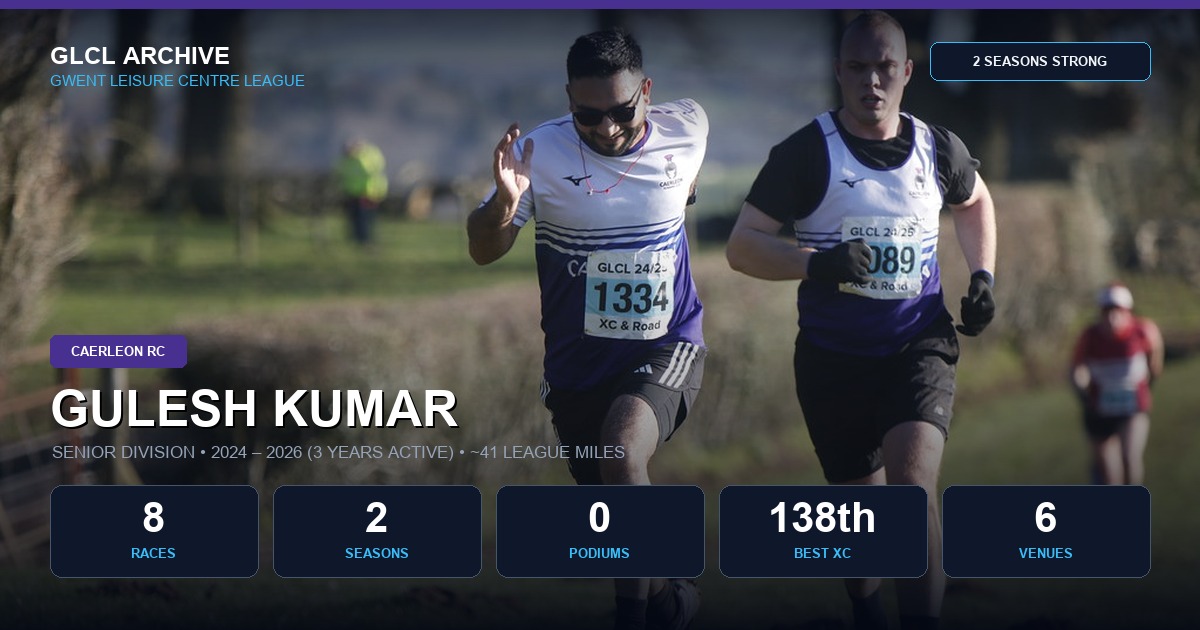 GLCL ARCHIVE
GWENT LEISURE CENTRE LEAGUE
2 SEASONS STRONG
CAERLEON
CAERLEON
GLCL 24/25
1334
XC & Road
GLCL 24/25
089
XC & Road
CAERLEON RC
GULESH KUMAR
SENIOR DIVISION • 2024 – 2026 (3 YEARS ACTIVE) • ~41 LEAGUE MILES
8
RACES
2
SEASONS
0
PODIUMS
138th
BEST XC
6
VENUES